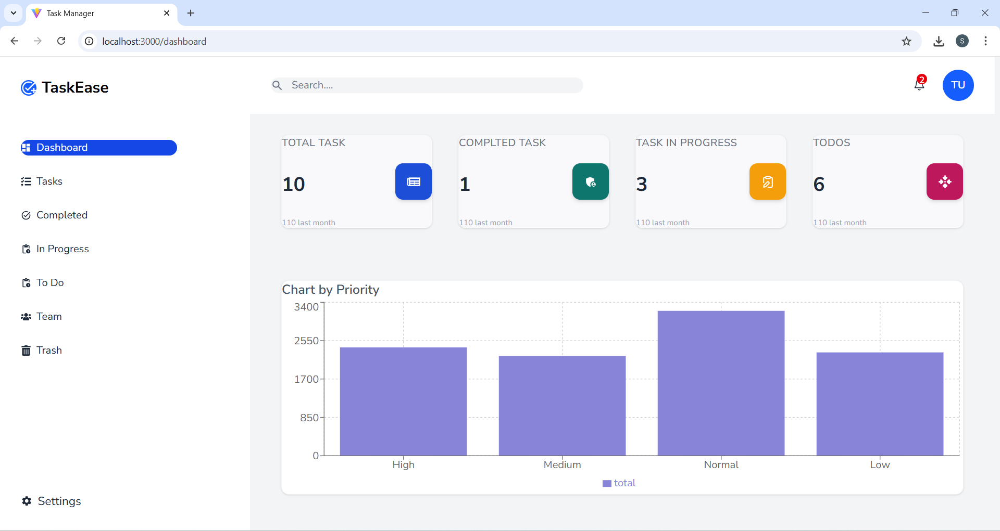 Task Manager
localhost:3000/dashboard
S
TaskEase
Search....
2
TU
Dashboard
Tasks
Completed
In Progress
To Do
Team
Trash
Settings
TOTAL TASK
10
110 last month
COMPLTED TASK
1
110 last month
TASK IN PROGRESS
3
110 last month
TODOS
6
110 last month
Chart by Priority
3400
2550
1700
850
0
High Medium Normal Low
total